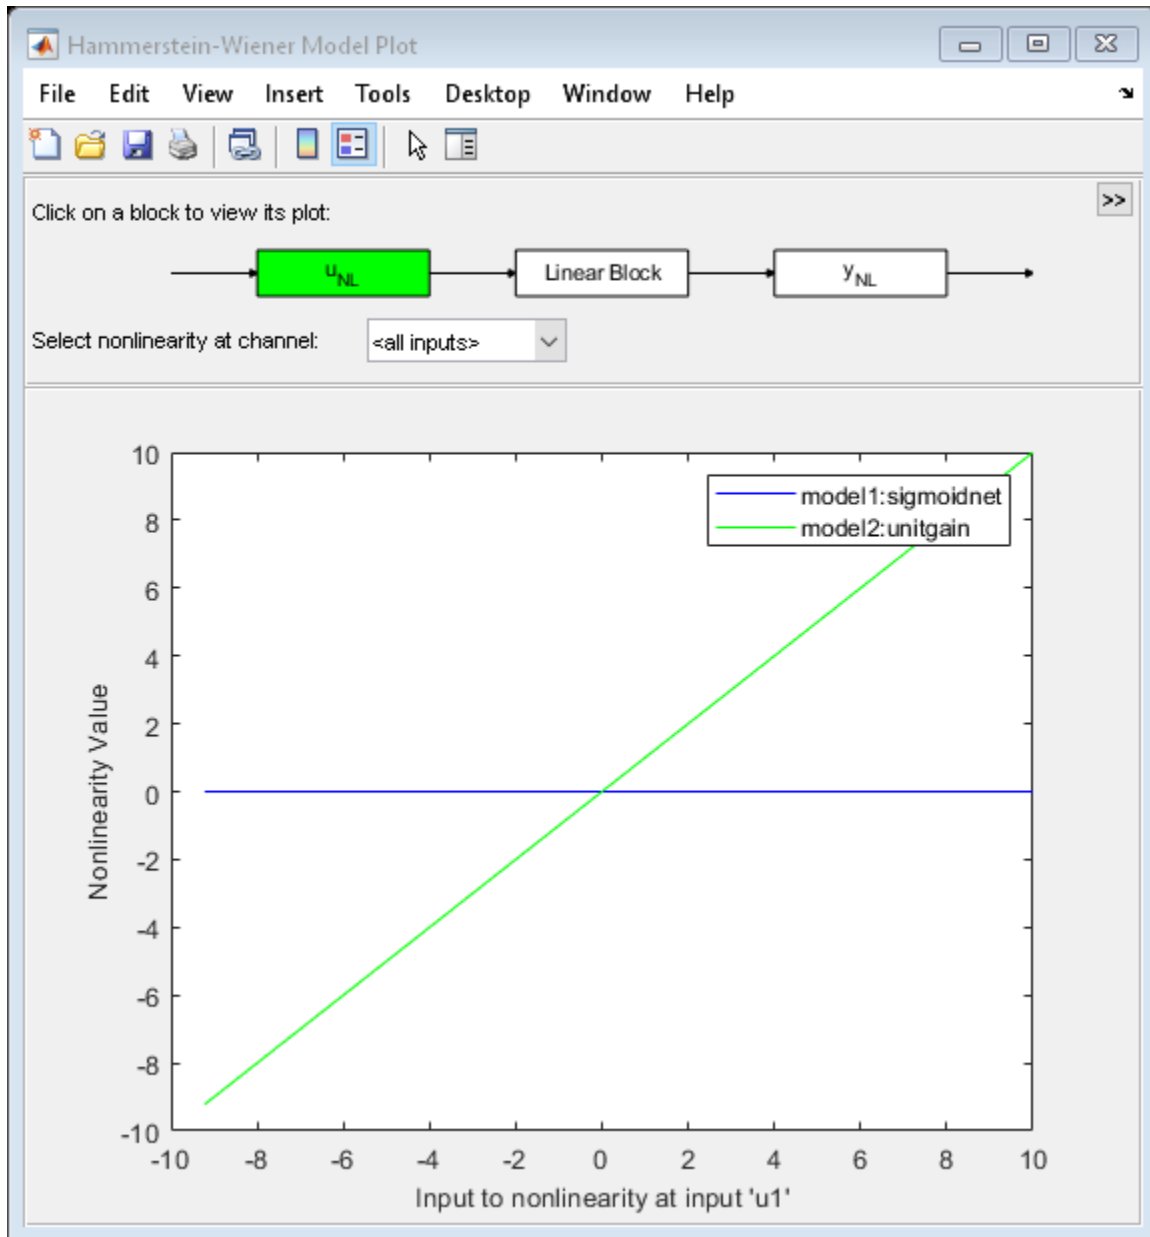 Hammerstein-Wiener Model Plot
File Edit View Insert Tools Desktop Window Help
>>
Click on a block to view its plot:
uNL Linear Block yNL
Select nonlinearity at channel: <all inputs>
model1:sigmoidnet
model2:unitgain
10
8
6
4
2
0
-2
-4
-6
-8
-10
Nonlinearity Value
-10 -8 -6 -4 -2 0 2 4 6 8 10
Input to nonlinearity at input 'u1'